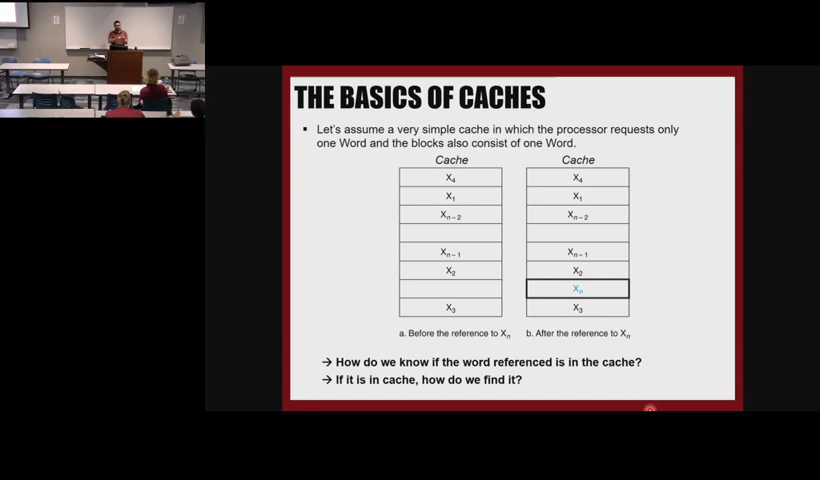 THE BASICS OF CACHES
▪ Let's assume a very simple cache in which the processor requests only
one Word and the blocks also consist of one Word.
Cache Cache
X₄ X₄
X₁ X₁
Xₙ₋₂ Xₙ₋₂
Xₙ₋₁ Xₙ₋₁
X₂ X₂
Xₙ
X₃ X₃
a. Before the reference to Xₙ b. After the reference to Xₙ
→ How do we know if the word referenced is in the cache?
→ If it is in cache, how do we find it?